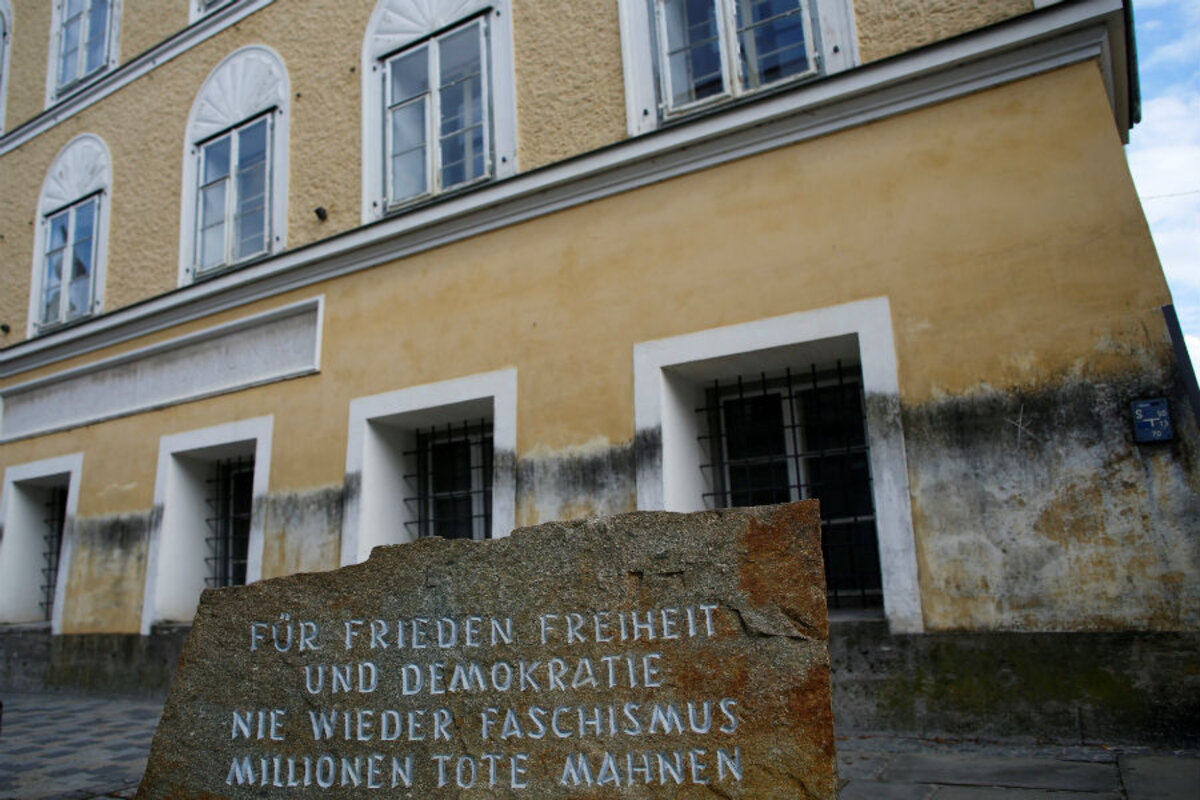 FÜR FRIEDEN FREIHEIT
UND DEMOKRATIE
NIE WIEDER FASCHISMUS
MILLIONEN TOTE MAHNEN
S